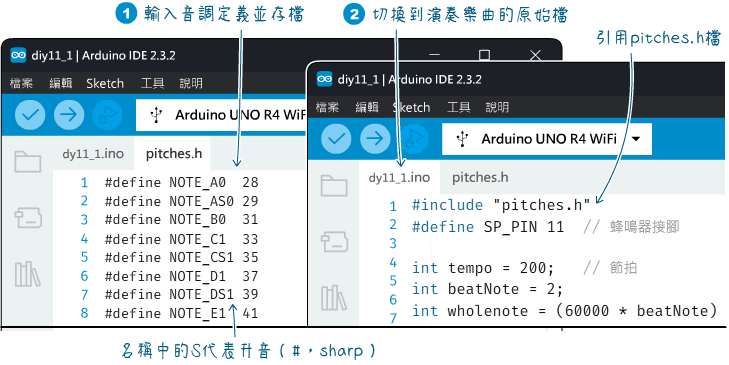 1 輸入音調定義並存檔
2 切換到演奏樂曲的原始檔
引用pitches.h檔
diy11_1 | Arduino IDE 2.3.2
檔案 編輯 Sketch 工具 說明
Arduino UNO R4 WiF
dy11_1.ino pitches.h
1 #define NOTE_A0 28
2 #define NOTE_AS0 29
3 #define NOTE_B0 31
4 #define NOTE_C1 33
5 #define NOTE_CS1 35
6 #define NOTE_D1 37
7 #define NOTE_DS1 39
8 #define NOTE_E1 41
diy11_1 | Arduino IDE 2.3.2
檔案 編輯 Sketch 工具 說明
Arduino UNO R4 WiFi
dy11_1.ino pitches.h
1 #include "pitches.h"
2 #define SP_PIN 11 // 蜂鳴器接腳
3
4 int tempo = 200; // 節拍
5
6 int beatNote = 2;
7 int wholenote = (60000 * beatNote)
名稱中的S代表升音（#，sharp）